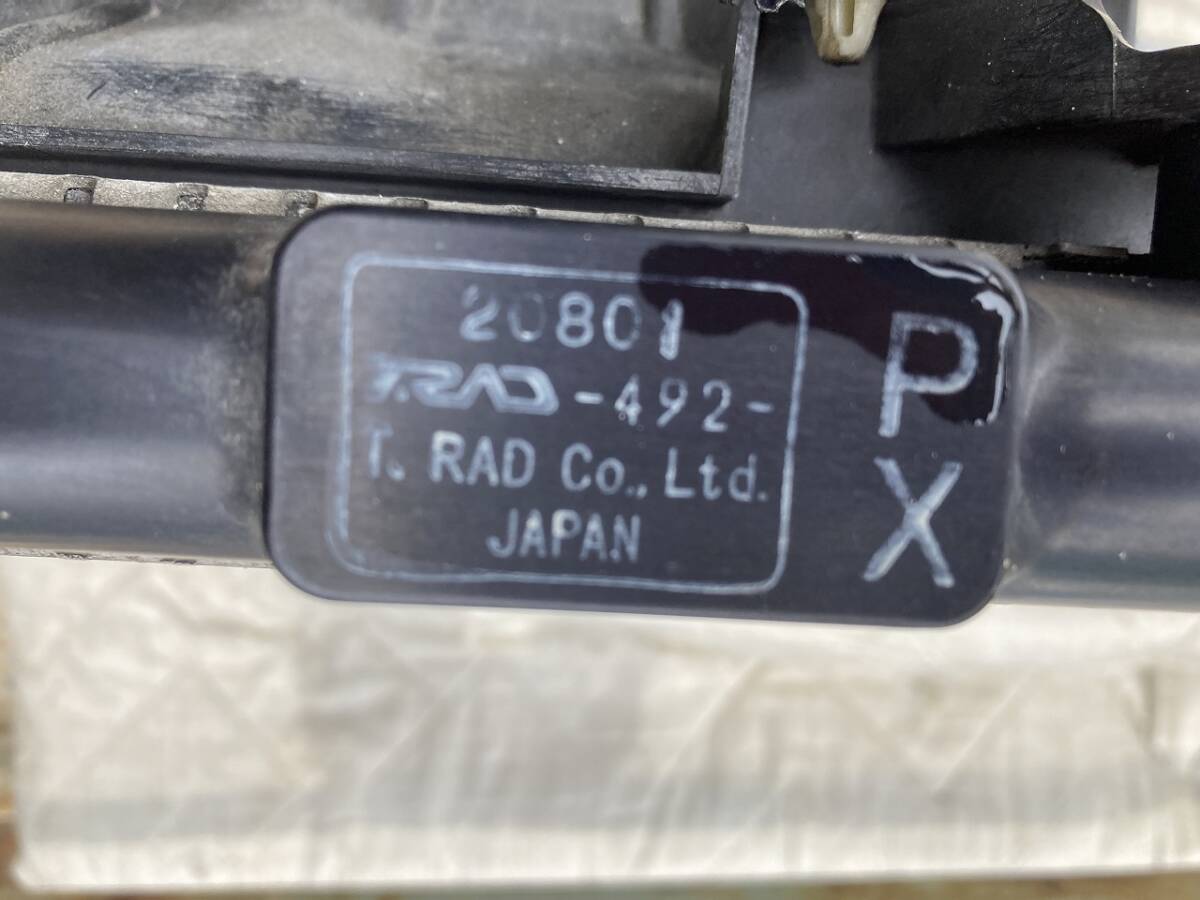 20801
T.RAD -492-
T. RAD Co., Ltd.
JAPAN
P
X